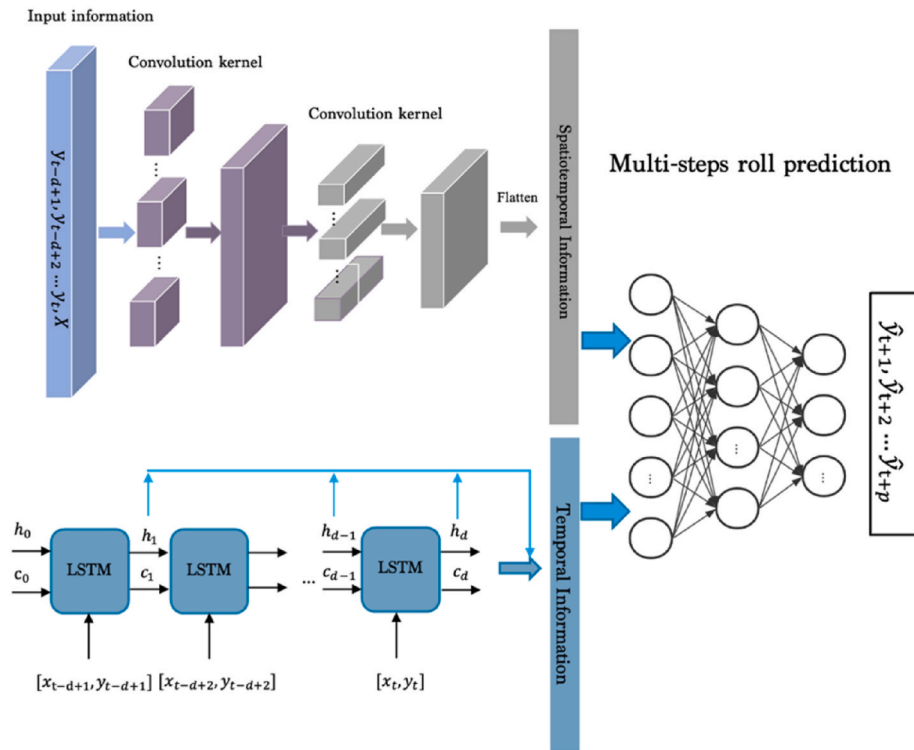 Input information
Convolution kernel
Convolution kernel
y_{t−d+1}, y_{t−d+2} ... y_t, X
⋮
⋮
⋮
⋮
Flatten
Spatiotemporal Information
Multi-steps roll prediction
...
...
...
ŷ_{t+1}, ŷ_{t+2} ... ŷ_{t+p}
h_0
h_1
h_{d−1}
h_d
LSTM
LSTM
LSTM
c_0
c_1
...
c_{d−1}
c_d
Temporal Information
[x_{t−d+1}, y_{t−d+1}] [x_{t−d+2}, y_{t−d+2}]
[x_t, y_t]